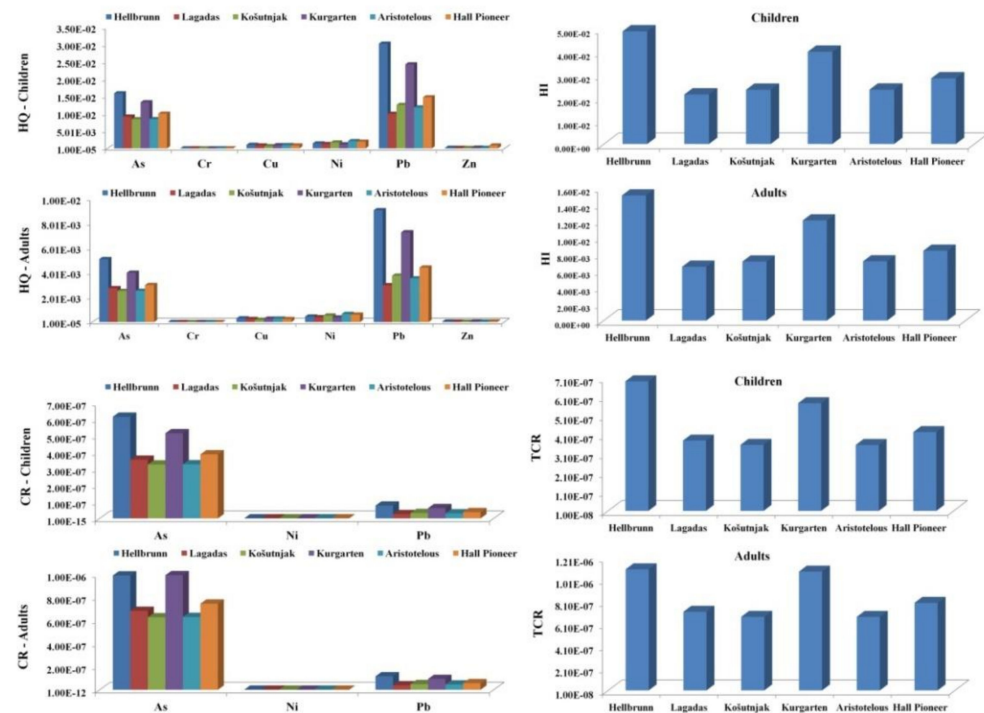 Hellbrunn Lagadas Košutnjak Kurgarten Aristotelous Hall Pioneer
HQ - Children
3.50E-02
3.00E-02
2.50E-02
2.00E-02
1.50E-02
1.00E-02
5.01E-03
1.00E-05
As Cr Cu Ni Pb Zn
Children
HI
5.00E-02
4.00E-02
3.00E-02
2.00E-02
1.00E-02
0.00E+00
Hellbrunn Lagadas Košutnjak Kurgarten Aristotelous Hall Pioneer
Hellbrunn Lagadas Košutnjak Kurgarten Aristotelous Hall Pioneer
HQ - Adults
1.00E-02
8.01E-03
6.01E-03
4.01E-03
2.01E-03
1.00E-05
As Cr Cu Ni Pb Zn
Adults
HI
1.60E-02
1.40E-02
1.20E-02
1.00E-02
8.00E-03
6.00E-03
4.00E-03
2.00E-03
0.00E+00
Hellbrunn Lagadas Košutnjak Kurgarten Aristotelous Hall Pioneer
Hellbrunn Lagadas Košutnjak Kurgarten Aristotelous Hall Pioneer
CR - Children
7.00E-07
6.00E-07
5.00E-07
4.00E-07
3.00E-07
2.00E-07
1.00E-07
1.00E-15
As Ni Pb
Children
TCR
7.10E-07
6.10E-07
5.10E-07
4.10E-07
3.10E-07
2.10E-07
1.10E-07
1.00E-08
Hellbrunn Lagadas Košutnjak Kurgarten Aristotelous Hall Pioneer
Hellbrunn Lagadas Košutnjak Kurgarten Aristotelous Hall Pioneer
CR - Adults
1.00E-06
8.00E-07
6.00E-07
4.00E-07
2.00E-07
1.00E-12
As Ni Pb
Adults
TCR
1.21E-06
1.01E-06
8.10E-07
6.10E-07
4.10E-07
2.10E-07
1.00E-08
Hellbrunn Lagadas Košutnjak Kurgarten Aristotelous Hall Pioneer